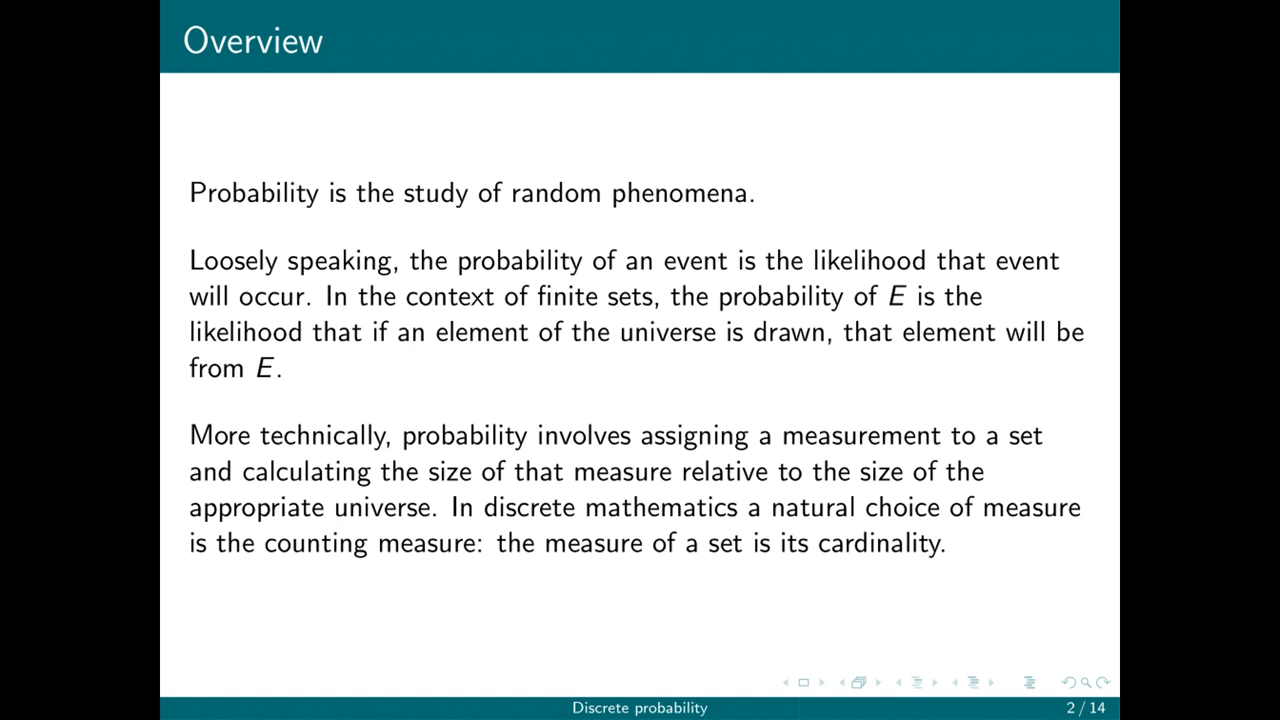 Overview
Probability is the study of random phenomena.
Loosely speaking, the probability of an event is the likelihood that event
will occur. In the context of finite sets, the probability of E is the
likelihood that if an element of the universe is drawn, that element will be
from E.
More technically, probability involves assigning a measurement to a set
and calculating the size of that measure relative to the size of the
appropriate universe. In discrete mathematics a natural choice of measure
is the counting measure: the measure of a set is its cardinality.
Discrete probability
2 / 14